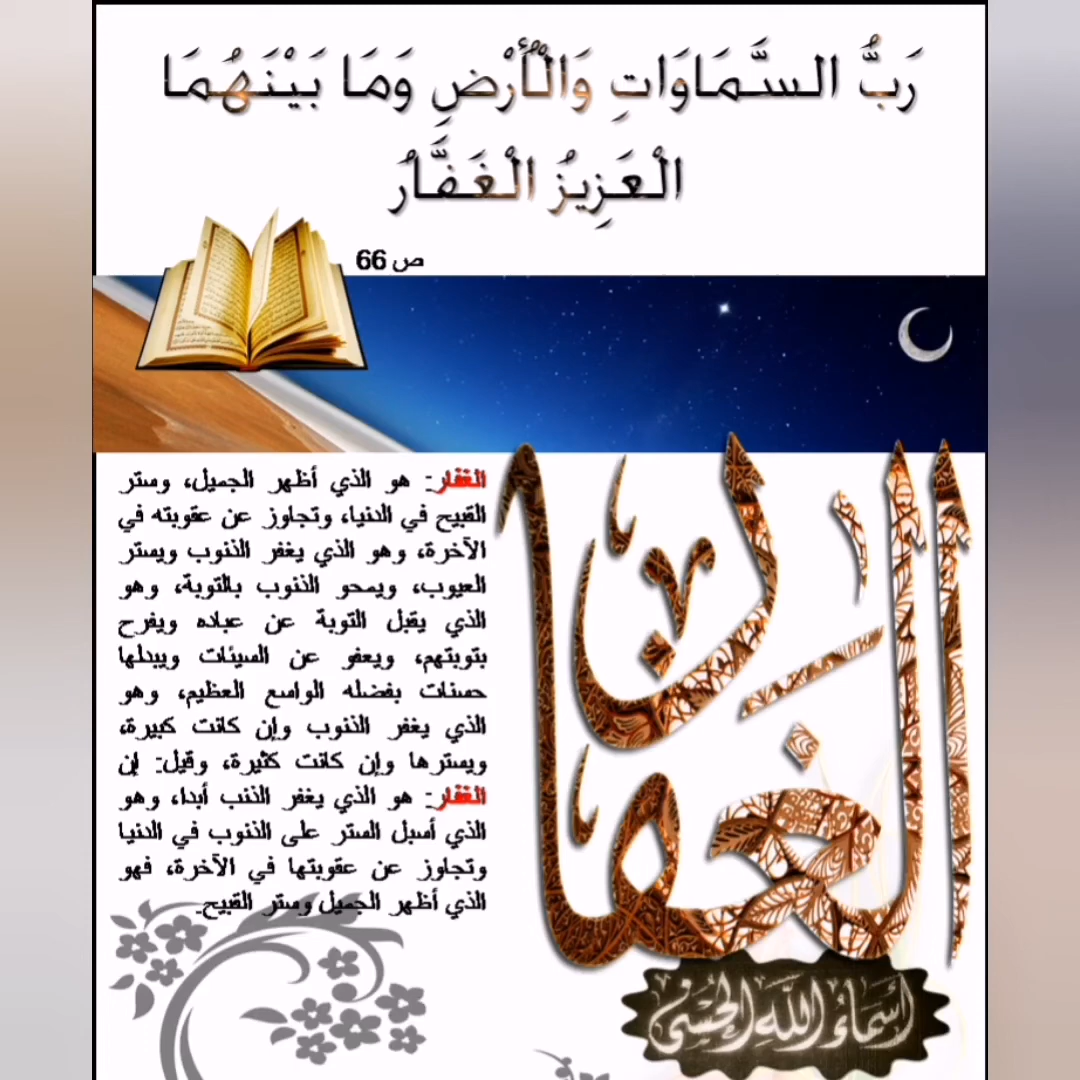 رَبُّ السَّمَاوَاتِ وَالْأَرْضِ وَمَا بَيْنَهُمَا
الْعَزِيزُ الْغَفَّارُ
ص 66
الغفار: هو الذي أظهر الجميل، وستر
القبيح في الدنيا، وتجاوز عن عقوبته في
الآخرة، وهو الذي يغفر الذنوب ويستر
العيوب، ويمحو الذنوب بالتوبة، وهو
الذي يقبل التوبة عن عباده ويفرح
بتوبتهم، ويعفو عن السيئات ويبدلها
حسنات بفضله الواسع العظيم، وهو
الذي يغفر الذنوب وإن كانت كبيرة،
ويسترها وإن كانت كثيرة، وقيل: إن
الغفار: هو الذي يغفر الذنب أبدا، وهو
الذي أسبل الستر على الذنوب في الدنيا
وتجاوز عن عقوبتها في الآخرة، فهو
الذي أظهر الجميل وستر القبيح.
الغفار
أسماء الله الحسنى